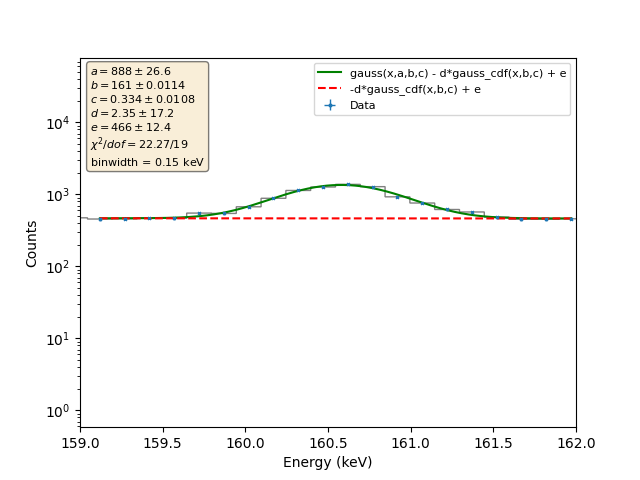 a = 888 ± 26.6
b = 161 ± 0.0114
c = 0.334 ± 0.0108
d = 2.35 ± 17.2
e = 466 ± 12.4
χ²/dof = 22.27/19
binwidth = 0.15 keV
gauss(x,a,b,c) - d*gauss_cdf(x,b,c) + e
-d*gauss_cdf(x,b,c) + e
Data
10⁴
10³
10²
10¹
10⁰
Counts
159.0 159.5 160.0 160.5 161.0 161.5 162.0
Energy (keV)